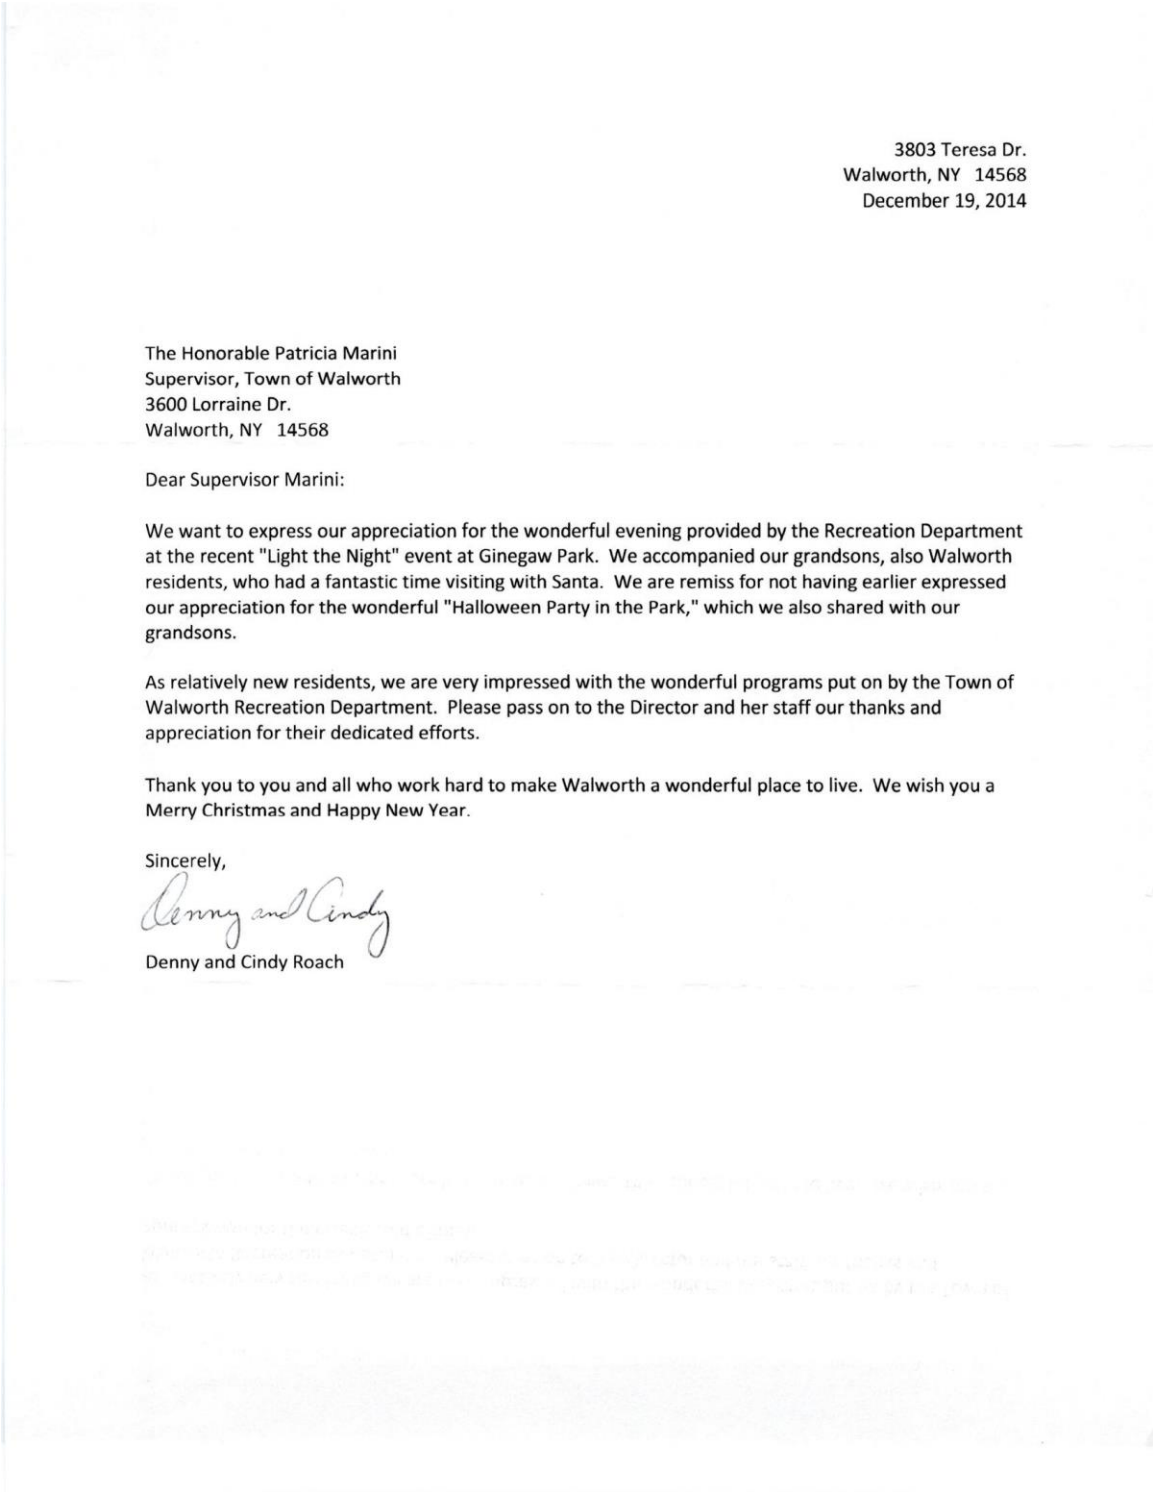 3803 Teresa Dr.
Walworth, NY 14568
December 19, 2014
The Honorable Patricia Marini
Supervisor, Town of Walworth
3600 Lorraine Dr.
Walworth, NY 14568
Dear Supervisor Marini:
We want to express our appreciation for the wonderful evening provided by the Recreation Department
at the recent "Light the Night" event at Ginegaw Park. We accompanied our grandsons, also Walworth
residents, who had a fantastic time visiting with Santa. We are remiss for not having earlier expressed
our appreciation for the wonderful "Halloween Party in the Park," which we also shared with our
grandsons.
As relatively new residents, we are very impressed with the wonderful programs put on by the Town of
Walworth Recreation Department. Please pass on to the Director and her staff our thanks and
appreciation for their dedicated efforts.
Thank you to you and all who work hard to make Walworth a wonderful place to live. We wish you a
Merry Christmas and Happy New Year.
Sincerely,
Denny and Cindy
Denny and Cindy Roach